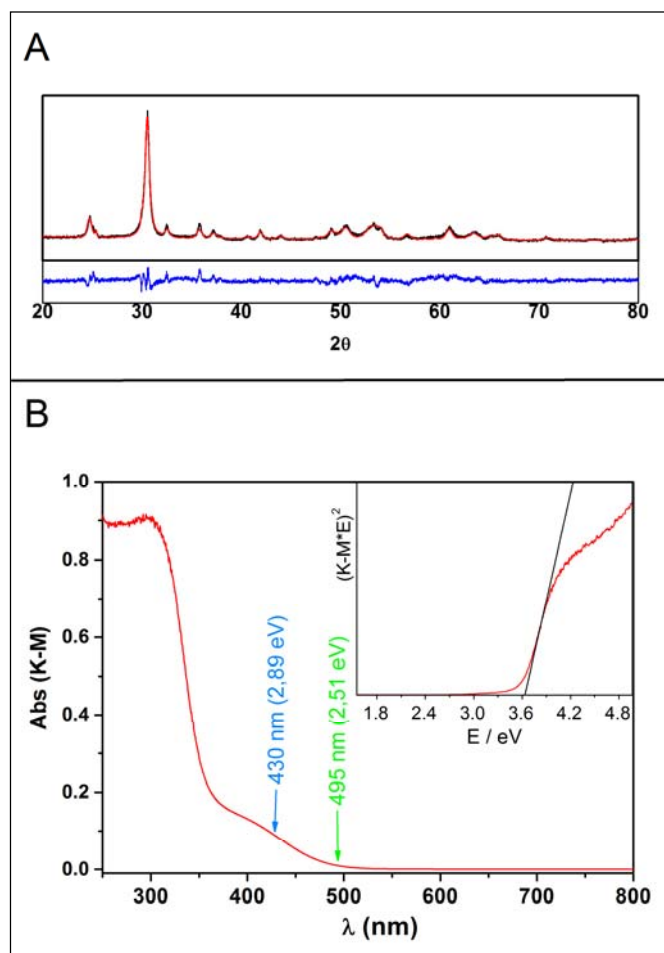 A
20 30 40 50 60 70 80
2θ
B
1.0
0.8
0.6
0.4
0.2
0.0
Abs (K-M)
300 400 500 600 700 800
λ (nm)
430 nm (2,89 eV)
495 nm (2,51 eV)
(K-M*E)²
1.8 2.4 3.0 3.6 4.2 4.8
E / eV